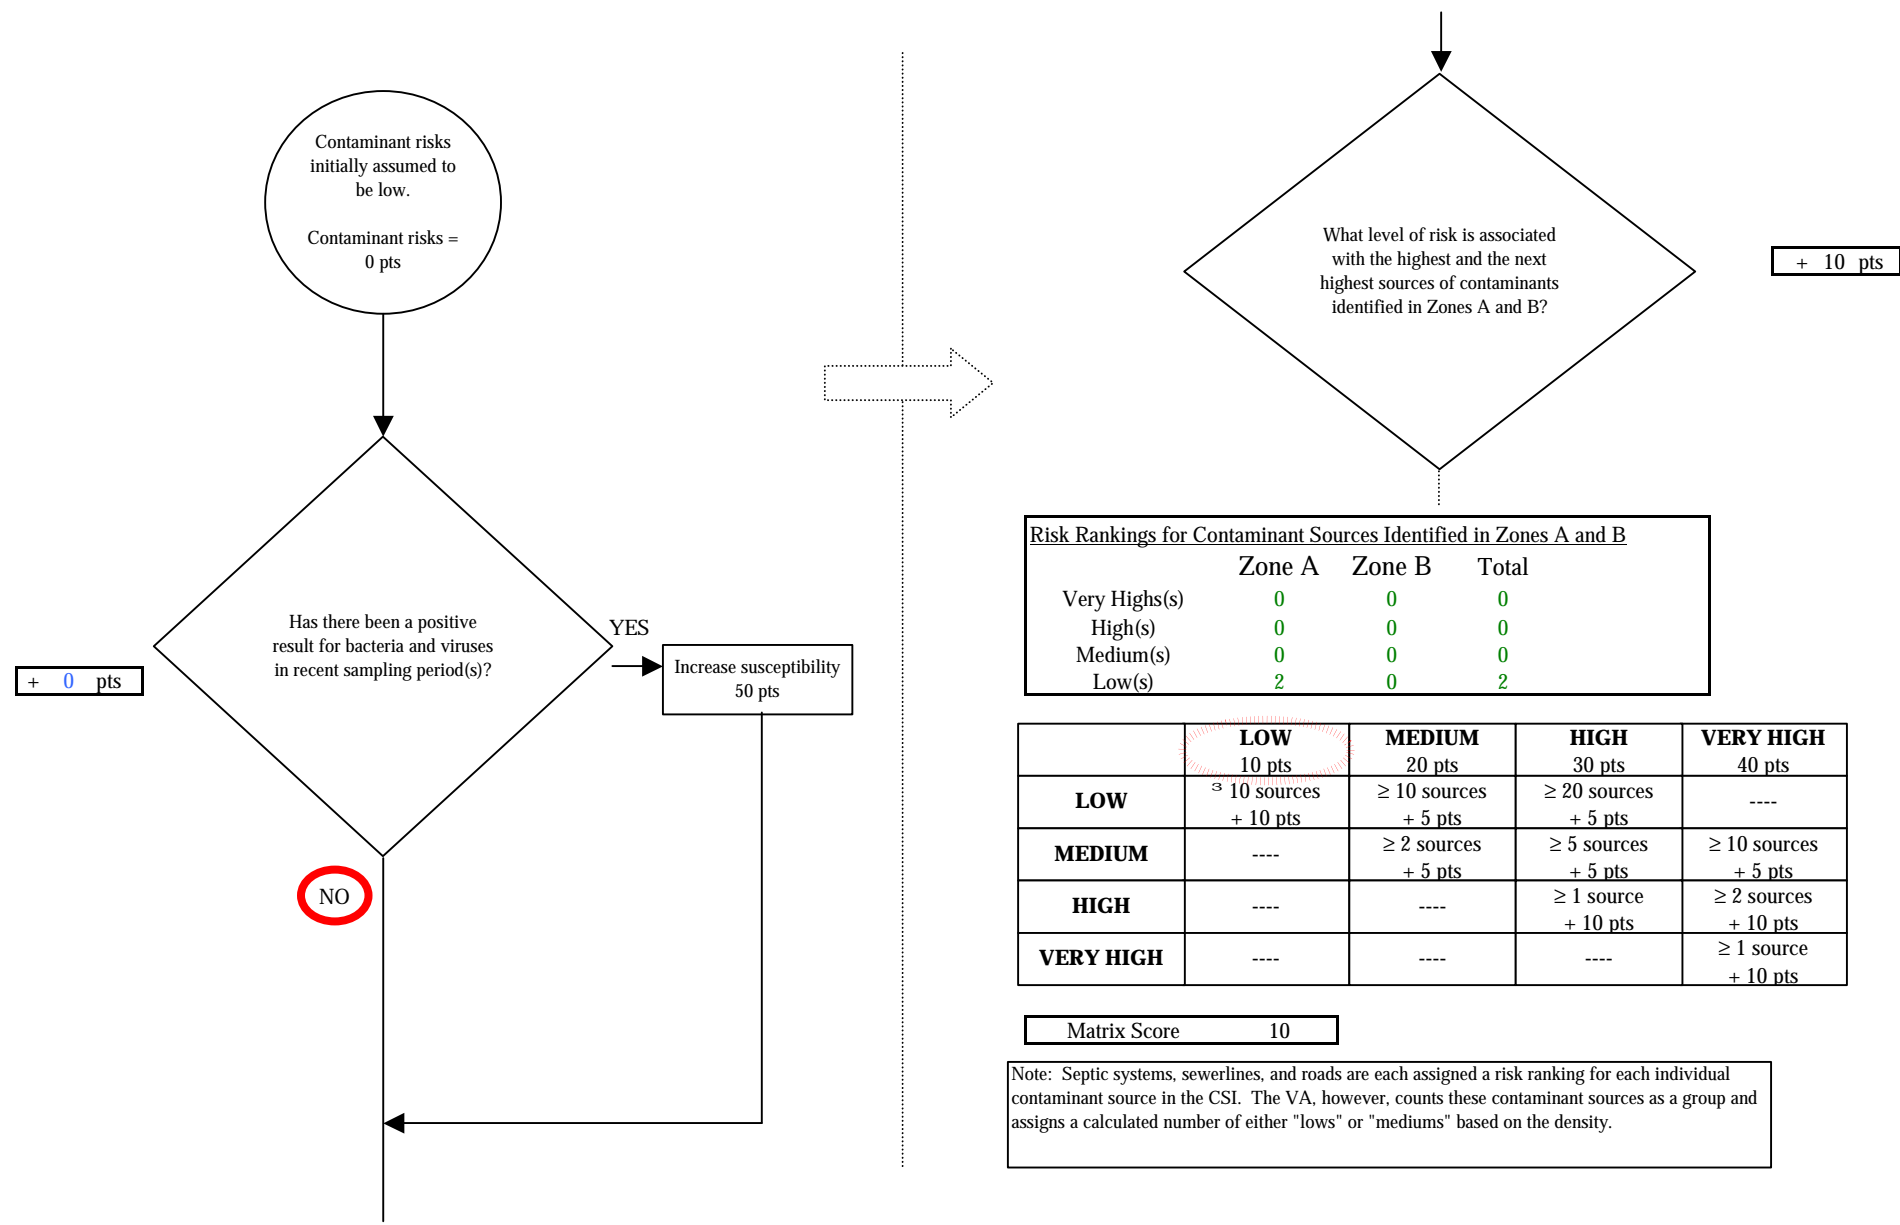 Contaminant risks
initially assumed to
be low.
Contaminant risks =
0 pts
Has there been a positive
result for bacteria and viruses
in recent sampling period(s)?
+ 0 pts
YES
Increase susceptibility
50 pts
NO
What level of risk is associated
with the highest and the next
highest sources of contaminants
identified in Zones A and B?
+ 10 pts
Risk Rankings for Contaminant Sources Identified in Zones A and B
Zone A Zone B Total
Very Highs(s) 0 0 0
High(s) 0 0 0
Medium(s) 0 0 0
Low(s) 2 0 2
LOW MEDIUM HIGH VERY HIGH
10 pts 20 pts 30 pts 40 pts
LOW ³ 10 sources ≥ 10 sources ≥ 20 sources ----
+ 10 pts + 5 pts + 5 pts
MEDIUM ---- ≥ 2 sources ≥ 5 sources ≥ 10 sources
+ 5 pts + 5 pts + 5 pts
HIGH ---- ---- ≥ 1 source ≥ 2 sources
+ 10 pts + 10 pts
VERY HIGH ---- ---- ---- ≥ 1 source
+ 10 pts
Matrix Score 10
Note: Septic systems, sewerlines, and roads are each assigned a risk ranking for each individual
contaminant source in the CSI. The VA, however, counts these contaminant sources as a group and
assigns a calculated number of either "lows" or "mediums" based on the density.